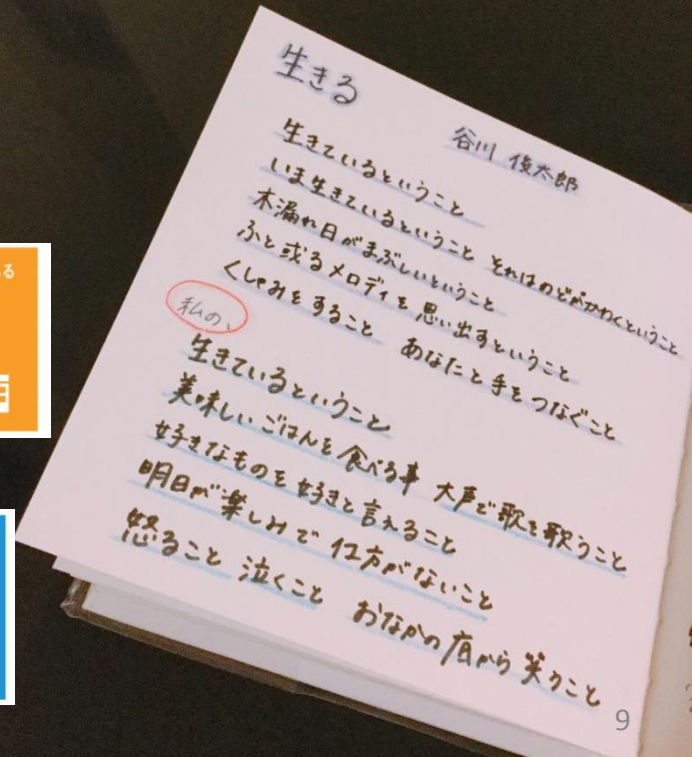 生きる
谷川 俊太郎
生きているということ
いま生きているということ それはのどがかわくということ
木漏れ日がまぶしいということ
ふと或るメロディを思い出すということ
くしゃみをすること あなたと手をつなぐこと
私の、
生きているということ
美味しいごはんを食べる事 大声で歌を歌うこと
好きなものを好きと言えること
明日が楽しみで仕方がないこと
怒ること 泣くこと おなかの底から笑うこと
る
9